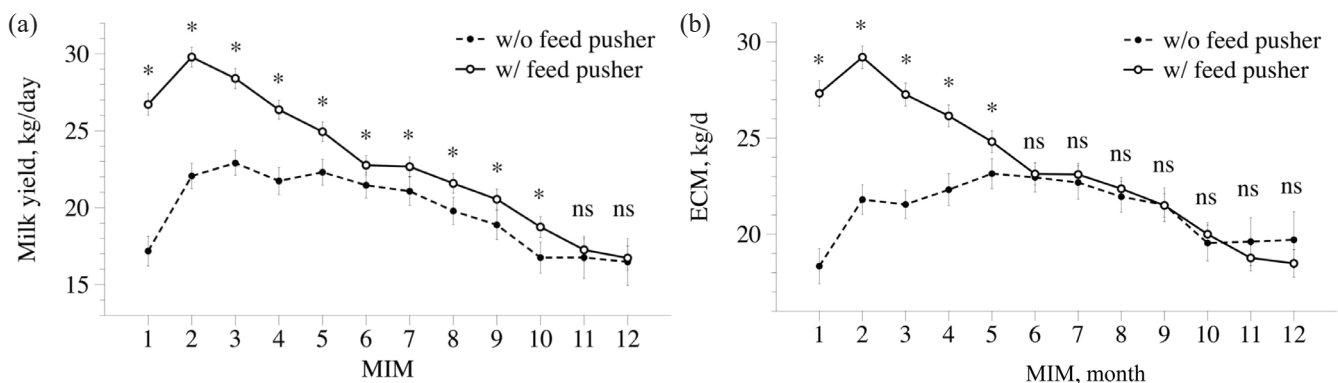 (a)
Milk yield, kg/day
30
25
20
15
* * * * * * * * * * ns ns
w/o feed pusher
w/ feed pusher
1 2 3 4 5 6 7 8 9 10 11 12
MIM
(b)
ECM, kg/d
30
20
* * * * * ns ns ns ns ns ns ns
w/o feed pusher
w/ feed pusher
1 2 3 4 5 6 7 8 9 10 11 12
MIM, month